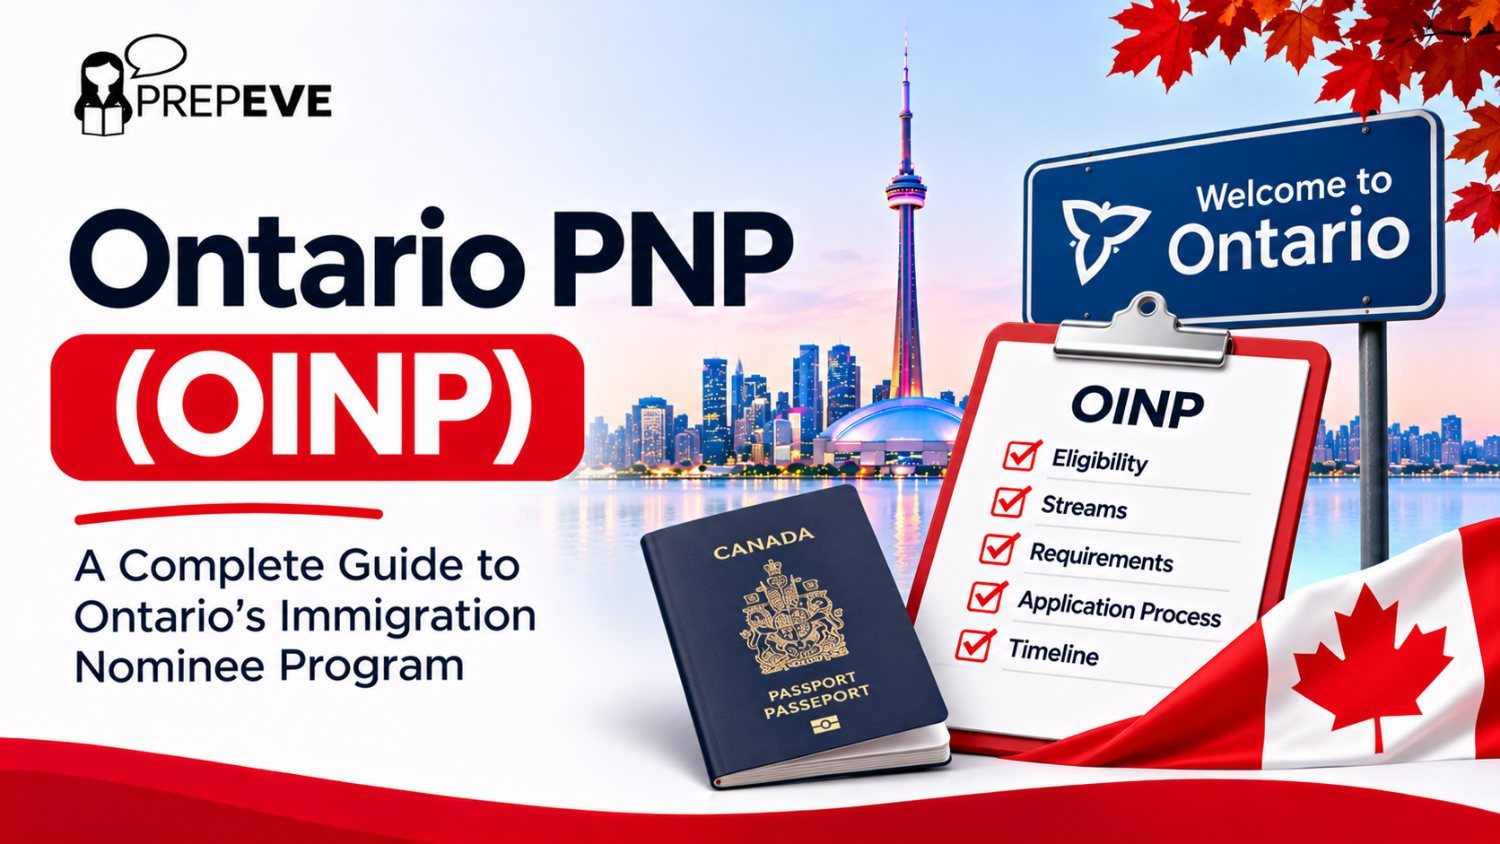 PREPEVE
Ontario PNP
(OINP)
A Complete Guide to
Ontario's Immigration
Nominee Program
Welcome to
Ontario
OINP
Eligibility
Streams
Requirements
Application Process
Timeline
CANADA
PASSPORT
PASSEPORT